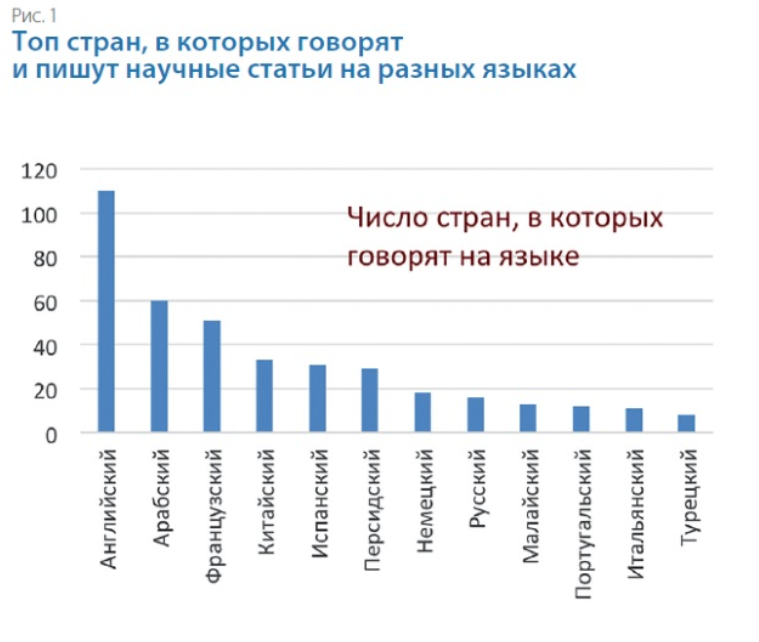 Рис. 1
Топ стран, в которых говорят
и пишут научные статьи на разных языках
120
100
80
60
40
20
0
Число стран, в которых
говорят на языке
Английский
Арабский
Французский
Китайский
Испанский
Персидский
Немецкий
Русский
Малайский
Португальский
Итальянский
Турецкий